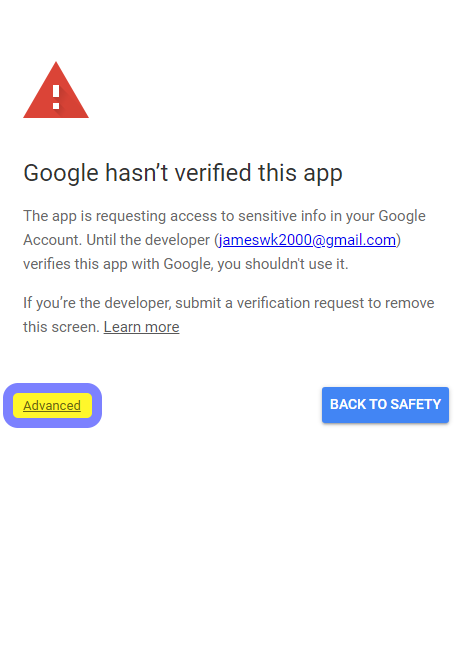 Google hasn’t verified this app
The app is requesting access to sensitive info in your Google
Account. Until the developer (jameswk2000@gmail.com)
verifies this app with Google, you shouldn't use it.
If you’re the developer, submit a verification request to remove
this screen. Learn more
Advanced
BACK TO SAFETY